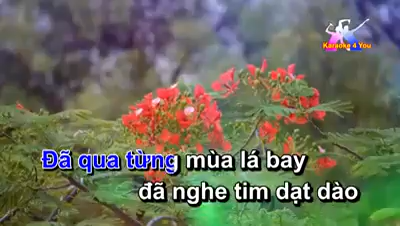 Karaoke 4 You
Đã qua từng mùa lá bay
đã nghe tim dạt dào